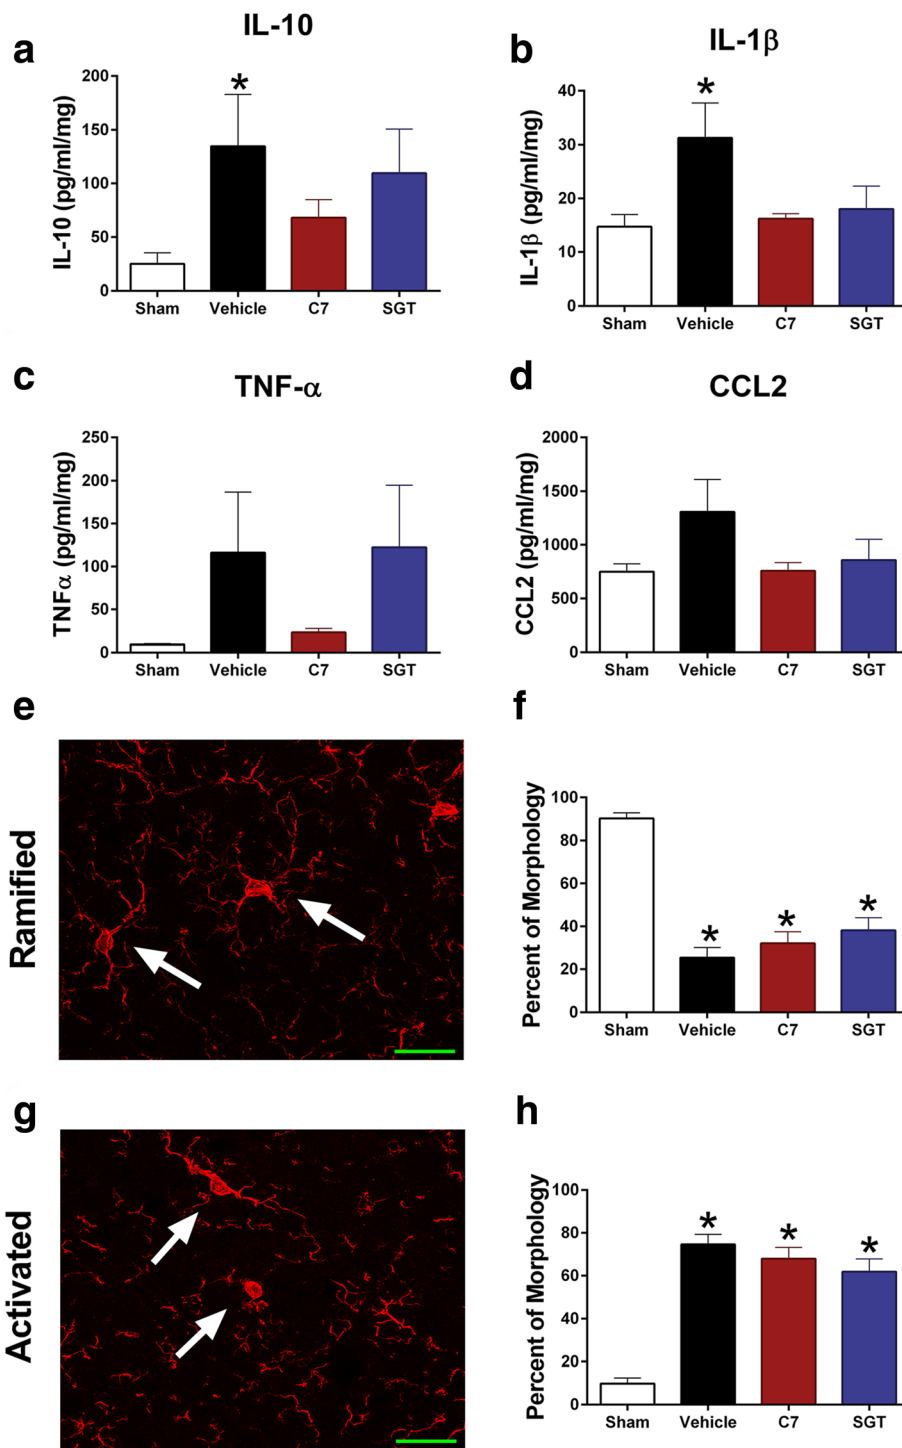 a
IL-10
IL-10 (pg/ml/mg)
200
150
100
50
0
*
Sham Vehicle C7 SGT
b
IL-1β
IL-1β (pg/ml/mg)
40
30
20
10
0
*
Sham Vehicle C7 SGT
c
TNF-α
TNFα (pg/ml/mg)
250
200
150
100
50
0
Sham Vehicle C7 SGT
d
CCL2
CCL2 (pg/ml/mg)
2000
1500
1000
500
0
Sham Vehicle C7 SGT
e
Ramified
f
Percent of Morphology
100
80
60
40
20
0
* * *
Sham Vehicle C7 SGT
g
Activated
h
Percent of Morphology
100
80
60
40
20
0
* * *
Sham Vehicle C7 SGT